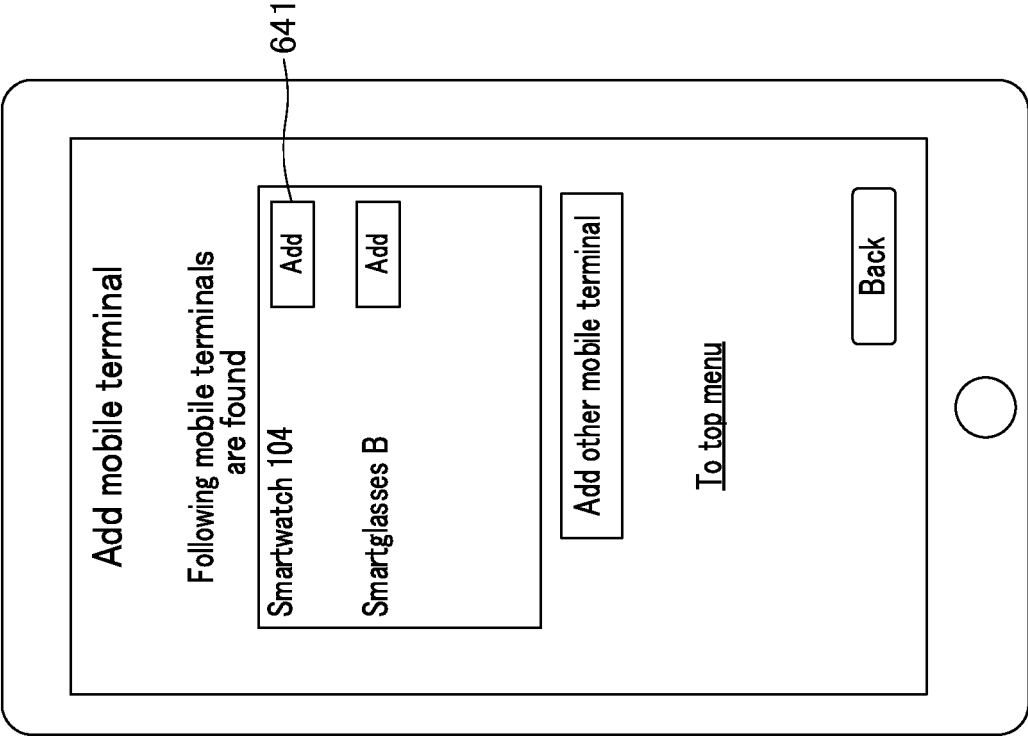 Add mobile terminal
Following mobile terminals
are found
Smartwatch 104
Add
641
Smartglasses B
Add
Add other mobile terminal
To top menu
Back